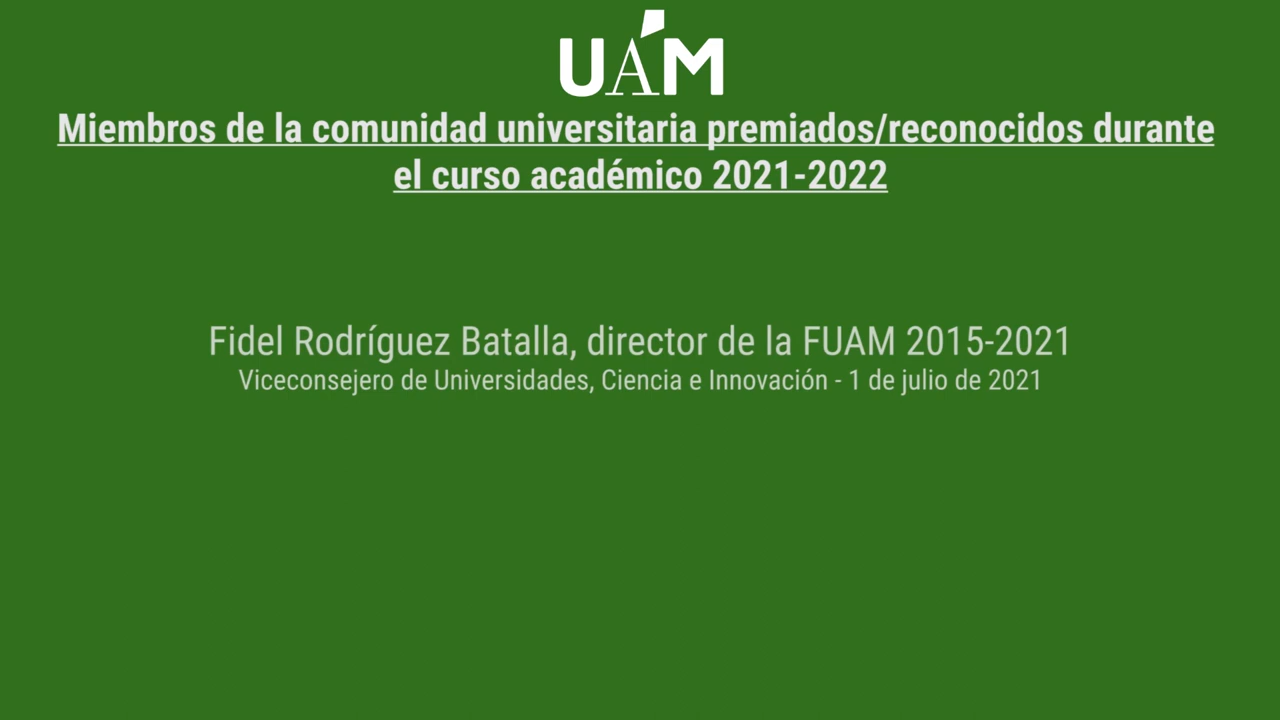 UAM
Miembros de la comunidad universitaria premiados/reconocidos durante
el curso académico 2021-2022
Fidel Rodríguez Batalla, director de la FUAM 2015-2021
Viceconsejero de Universidades, Ciencia e Innovación - 1 de julio de 2021